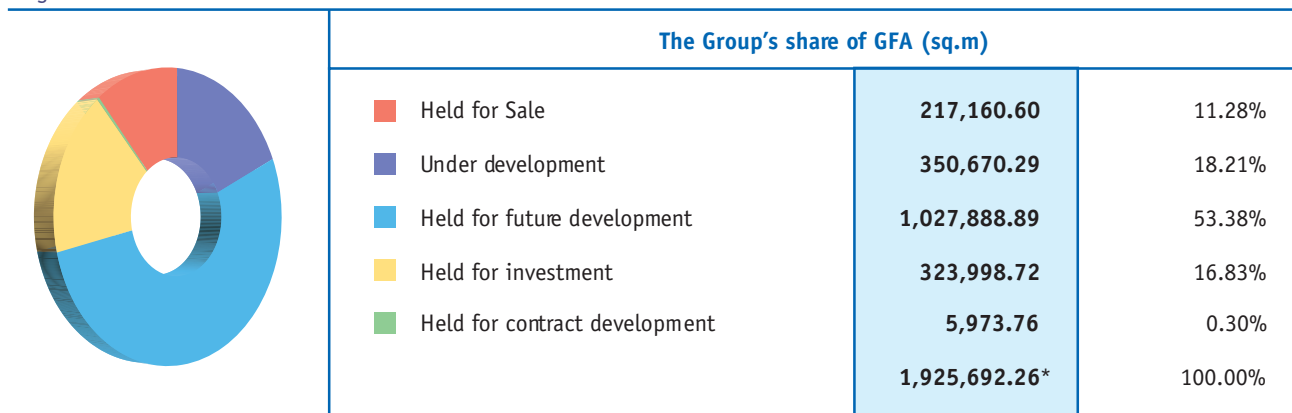 The Group's share of GFA (sq.m)
Held for Sale 217,160.60 11.28%
Under development 350,670.29 18.21%
Held for future development 1,027,888.89 53.38%
Held for investment 323,998.72 16.83%
Held for contract development 5,973.76 0.30%
1,925,692.26* 100.00%